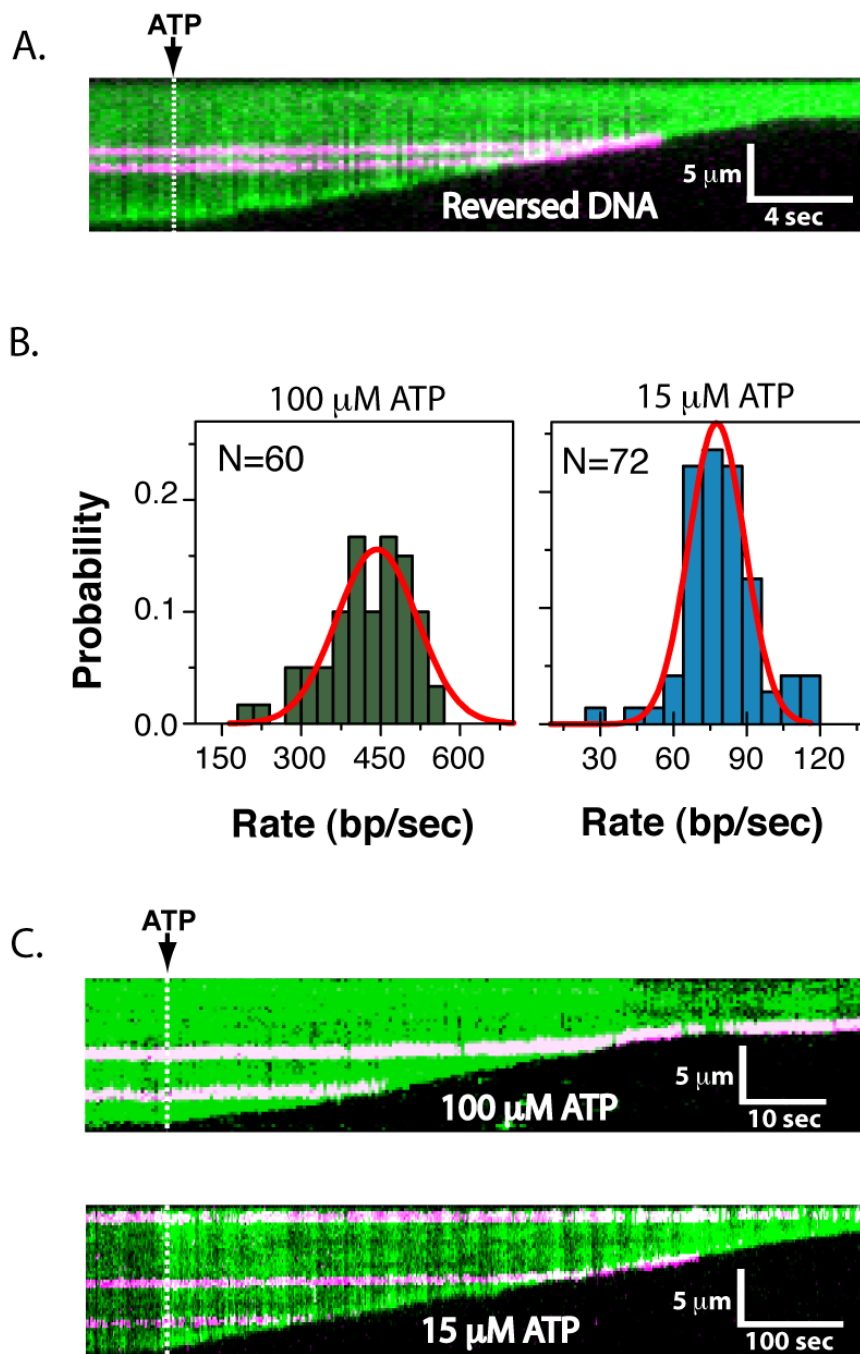 A.
ATP
5 μm
Reversed DNA
4 sec
B.
100 μM ATP
15 μM ATP
N=60
N=72
Probability
0.2
0.1
0.0
150 300 450 600
30 60 90 120
Rate (bp/sec)
Rate (bp/sec)
C.
ATP
5 μm
100 μM ATP
10 sec
5 μm
15 μM ATP
100 sec